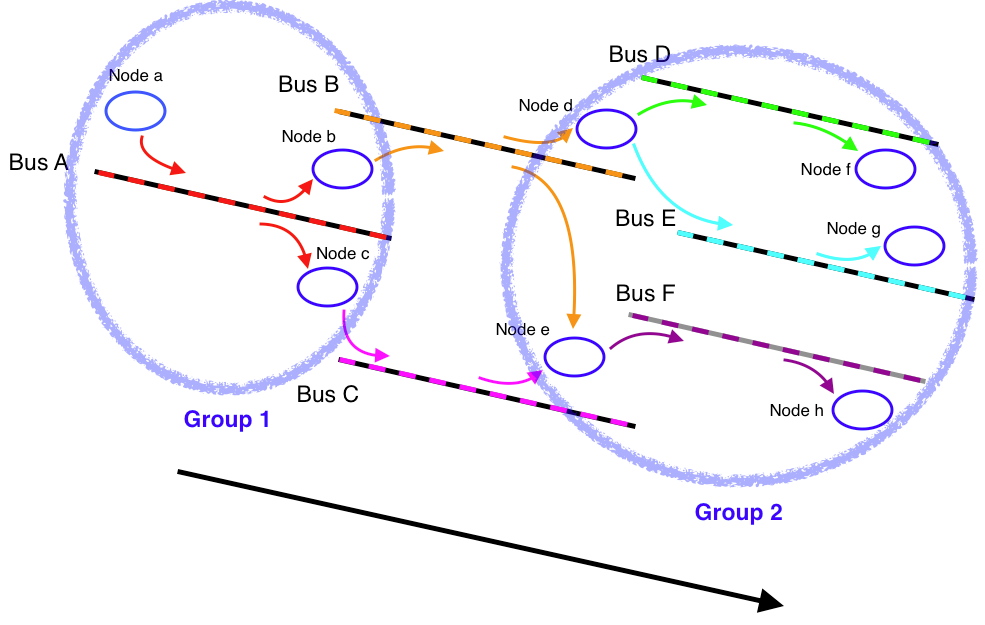 Node a
Bus A
Bus B
Node b
Node c
Bus C
Group 1
Bus D
Node d
Node f
Bus E
Node g
Bus F
Node e
Node h
Group 2